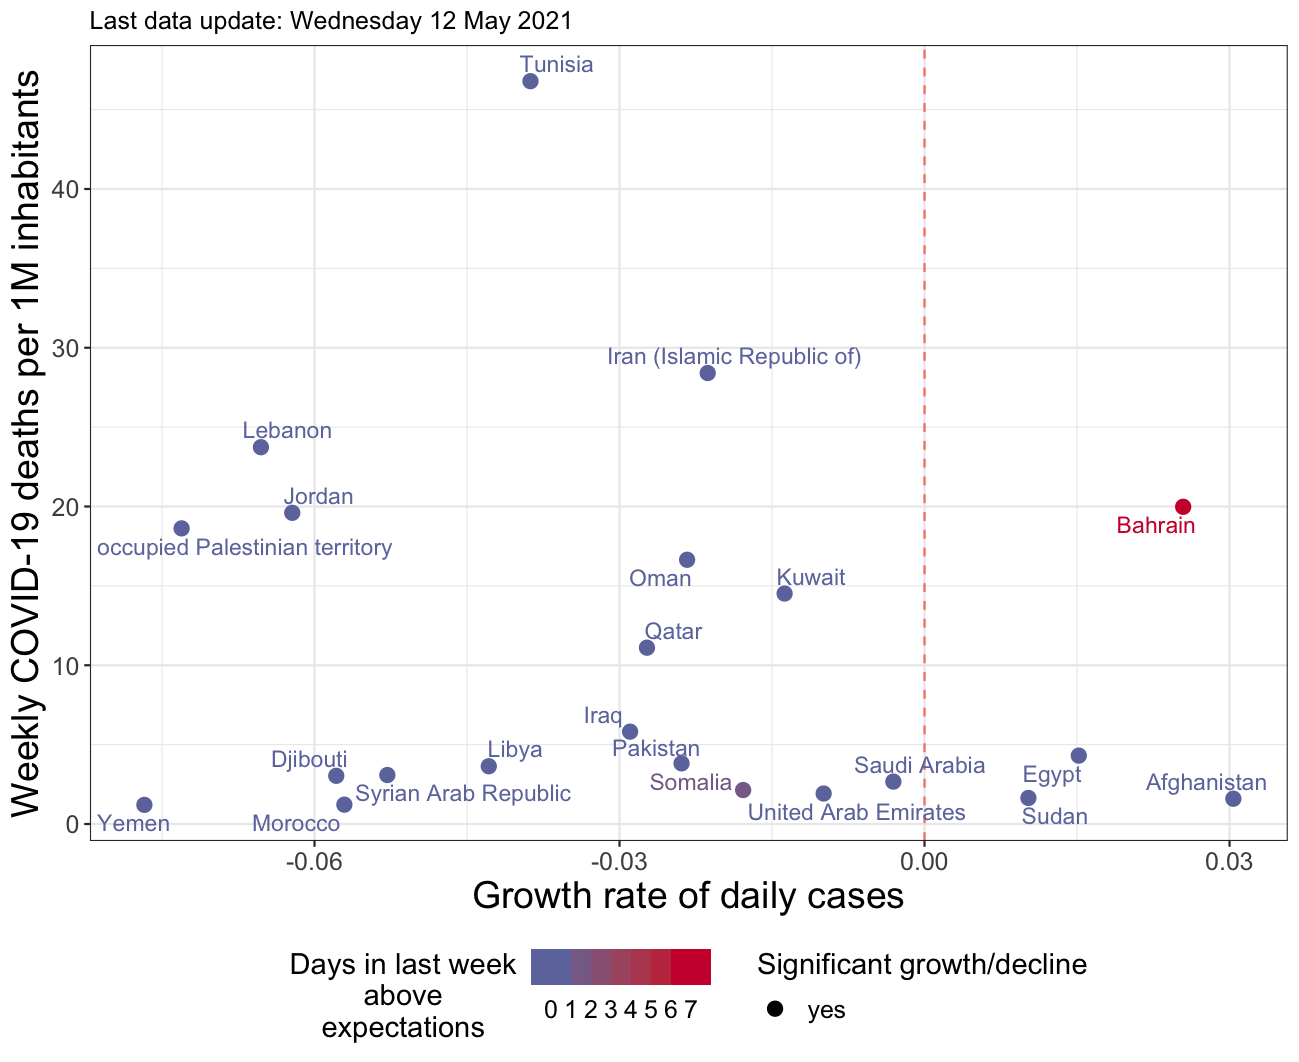 Last data update: Wednesday 12 May 2021
Weekly COVID-19 deaths per 1M inhabitants
40
30
20
10
0
Tunisia
Iran (Islamic Republic of)
Lebanon
Jordan
occupied Palestinian territory
Bahrain
Oman
Kuwait
Qatar
Iraq
Pakistan
Libya
Djibouti
Somalia
Saudi Arabia
Egypt
Afghanistan
Syrian Arab Republic
United Arab Emirates
Sudan
Yemen
Morocco
-0.06
-0.03
0.00
0.03
Growth rate of daily cases
Days in last week
above
expectations
0 1 2 3 4 5 6 7
Significant growth/decline
yes